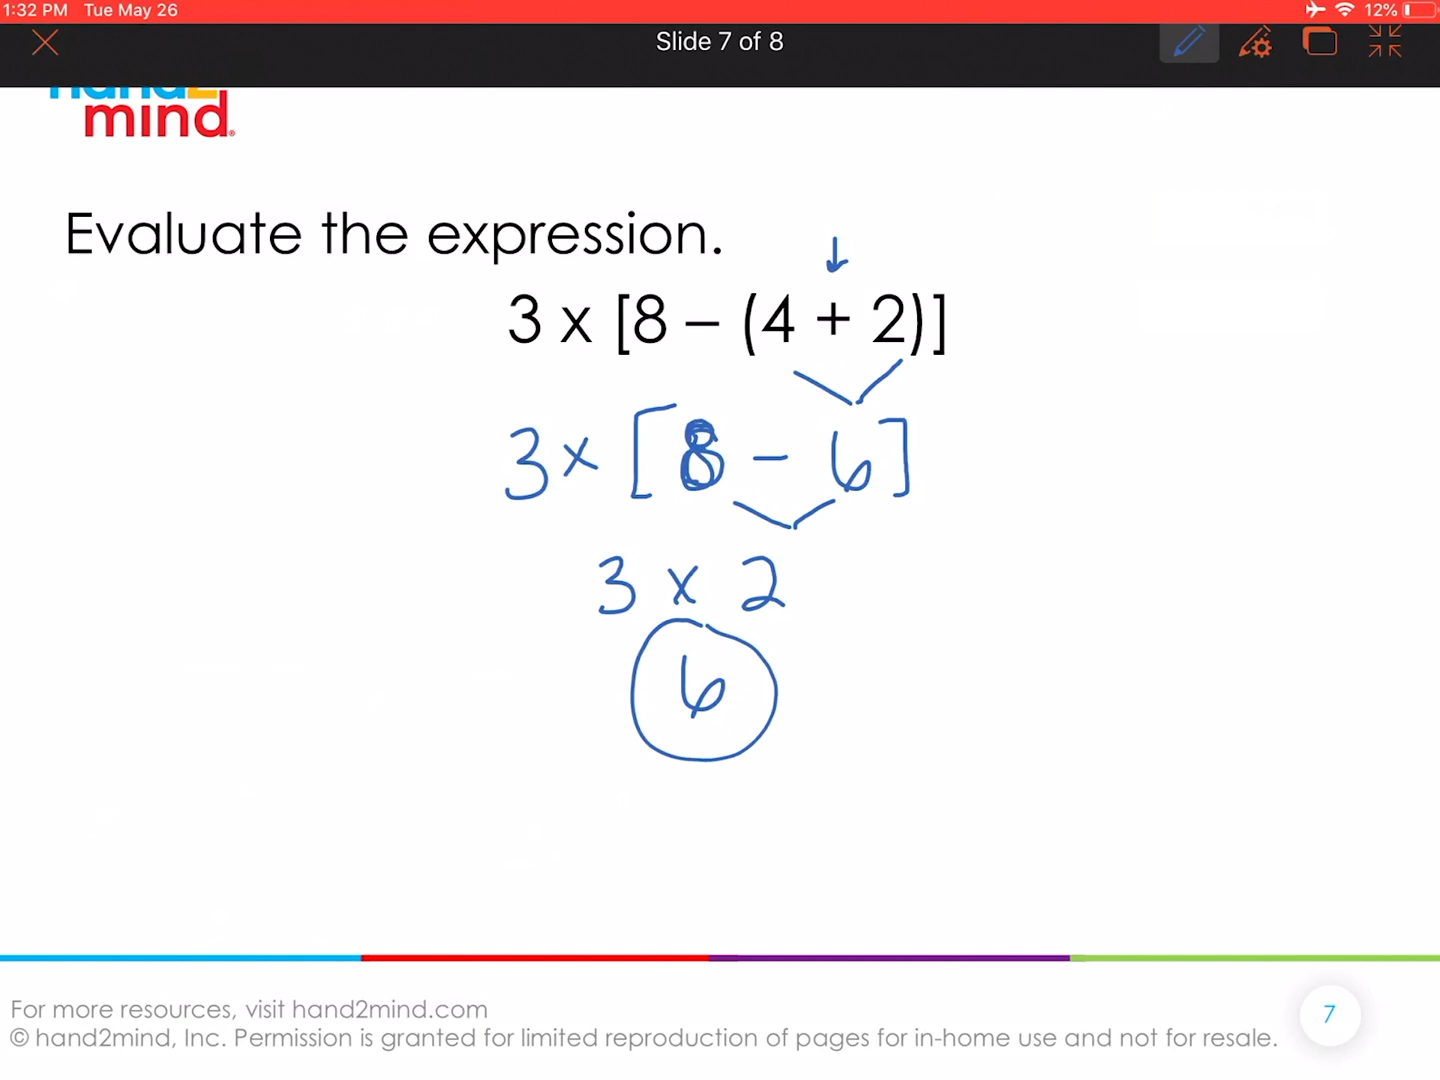 1:32 PM Tue May 26 12%
Slide 7 of 8
hand2
mind®
Evaluate the expression.
3 x [8 – (4 + 2)]
3 x [8 – 6]
3 x 2
6
For more resources, visit hand2mind.com
© hand2mind, Inc. Permission is granted for limited reproduction of pages for in-home use and not for resale.
7